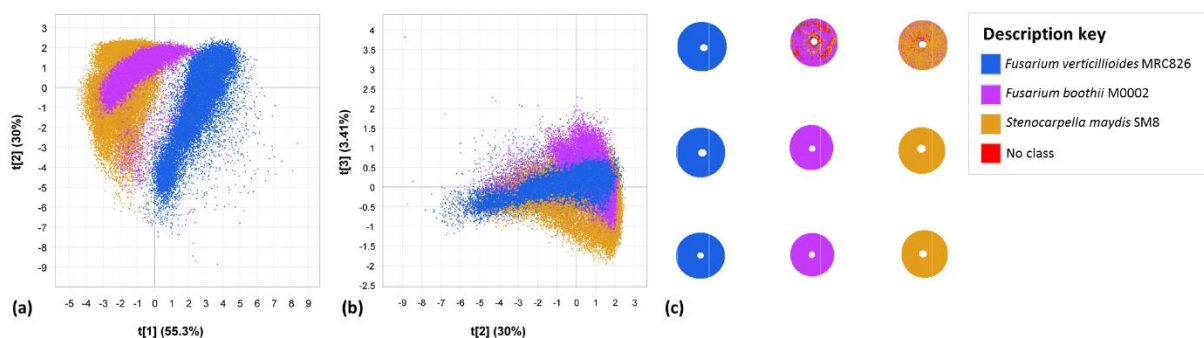 3
2
1
0
-1
-2
-3
-4
-5
-6
-7
-8
-9
t[2] (30%)
(a)
-5 -4 -3 -2 -1 0 1 2 3 4 5 6 7 8 9
t[1] (55.3%)
4
3.5
3
2.5
2
1.5
1
0.5
0
-0.5
-1
-1.5
-2
-2.5
t[3] (3.41%)
(b)
-9 -8 -7 -6 -5 -4 -3 -2 -1 0 1 2
t[2] (30%)
(c)
Description key
Fusarium verticillioides MRC826
Fusarium boothii M0002
Stenocarpella maydis SM8
No class